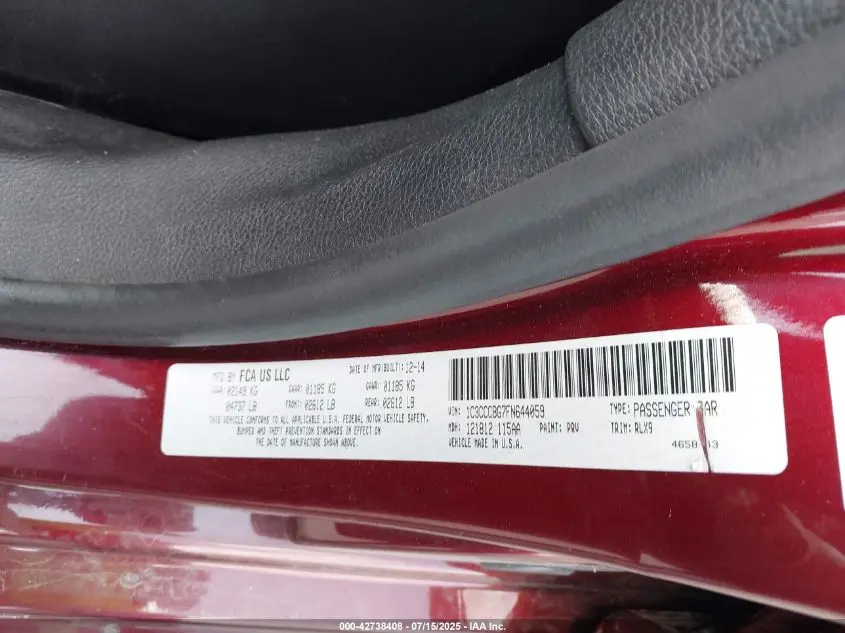 MFD BY FCA US LLC DATE OF MFR(BUILT): 12-14
GVWR: 02149 KG GAWR: 01185 KG GAWR: 01185 KG
04737 LB FRONT: 02612 LB REAR: 02612 LB
THIS VEHICLE CONFORMS TO ALL APPLICABLE U.S.A. FEDERAL MOTOR VEHICLE SAFETY,
BUMPER AND THEFT PREVENTION STANDARDS IN EFFECT ON
THE DATE OF MANUFACTURE SHOWN ABOVE.
VIN: 1C3CCCBG7FN644059 TYPE: PASSENGER CAR
MDH: 121812 115AA PAINT: PRV TRIM: RLX9
VEHICLE MADE IN U.S.A.
000-42738408 - 07/15/2025 - IAA Inc.